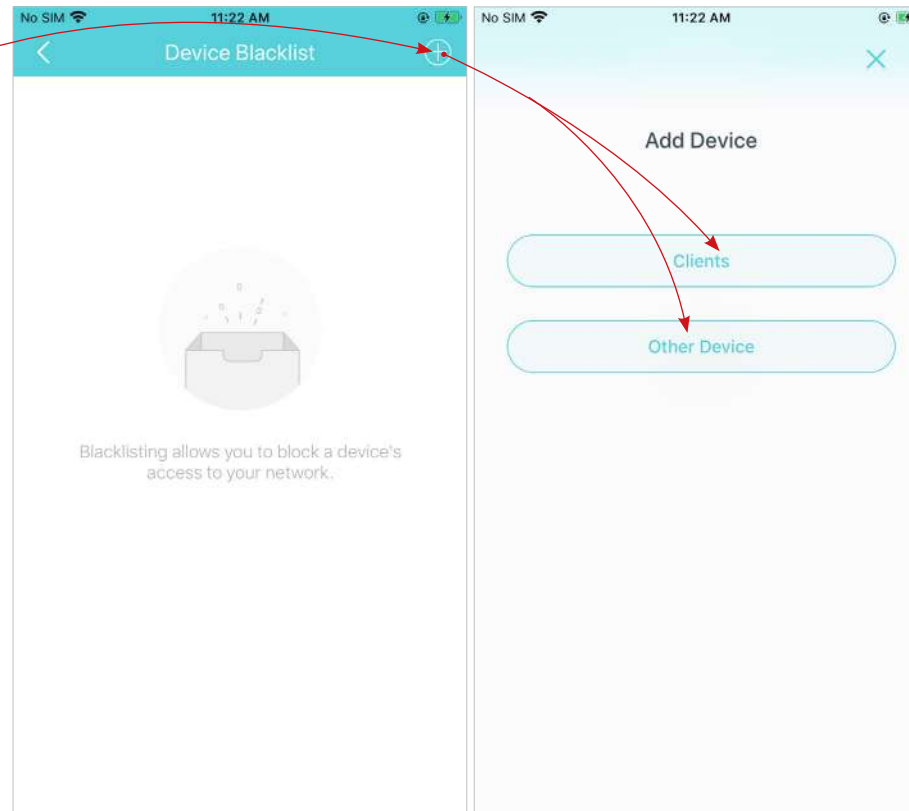 No SIM 11:22 AM
Device Blacklist
Blacklisting allows you to block a device's
access to your network.
No SIM 11:22 AM
Add Device
Clients
Other Device